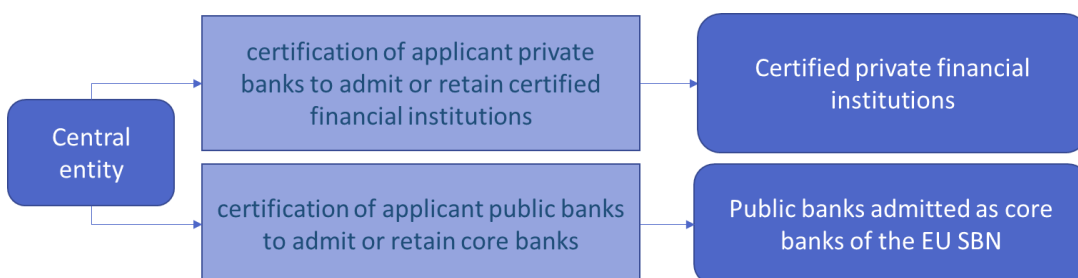 Central
entity
certification of applicant private
banks to admit or retain certified
financial institutions
Certified private financial
institutions
certification of applicant public banks
to admit or retain core banks
Public banks admitted as core
banks of the EU SBN